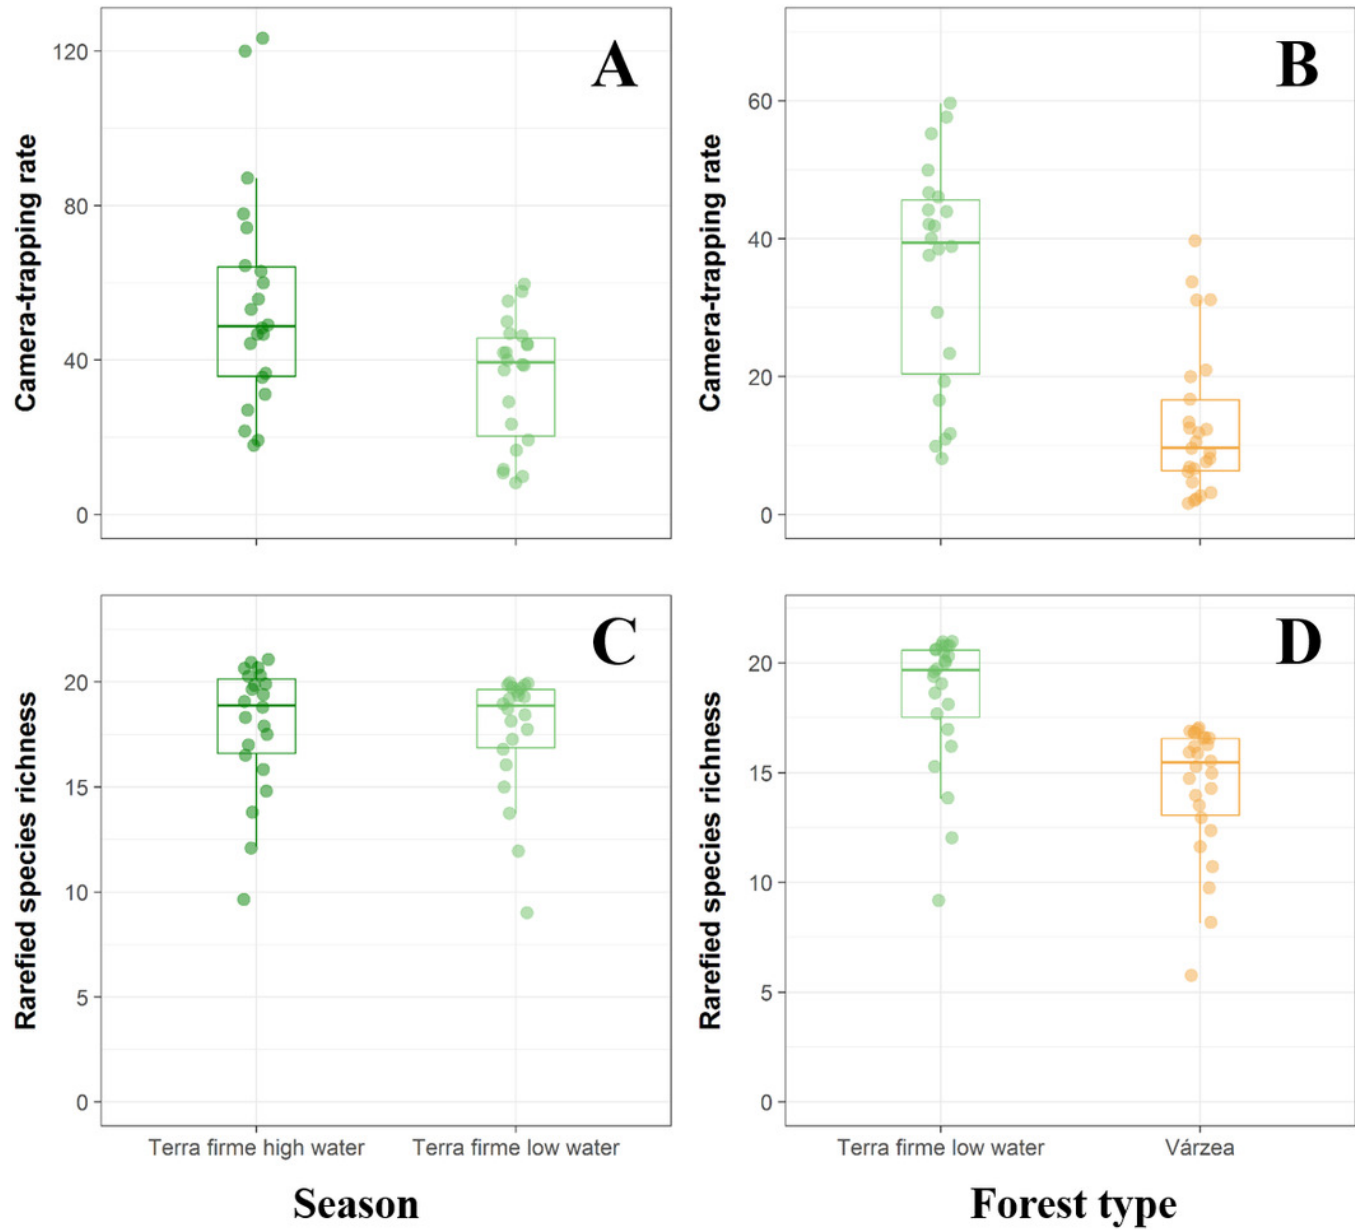 A
B
Camera-trapping rate
120
80
40
0
Camera-trapping rate
60
40
20
0
C
D
Rarefied species richness
20
15
10
5
0
Rarefied species richness
20
15
10
5
0
Terra firme high water Terra firme low water
Terra firme low water Várzea
Season
Forest type